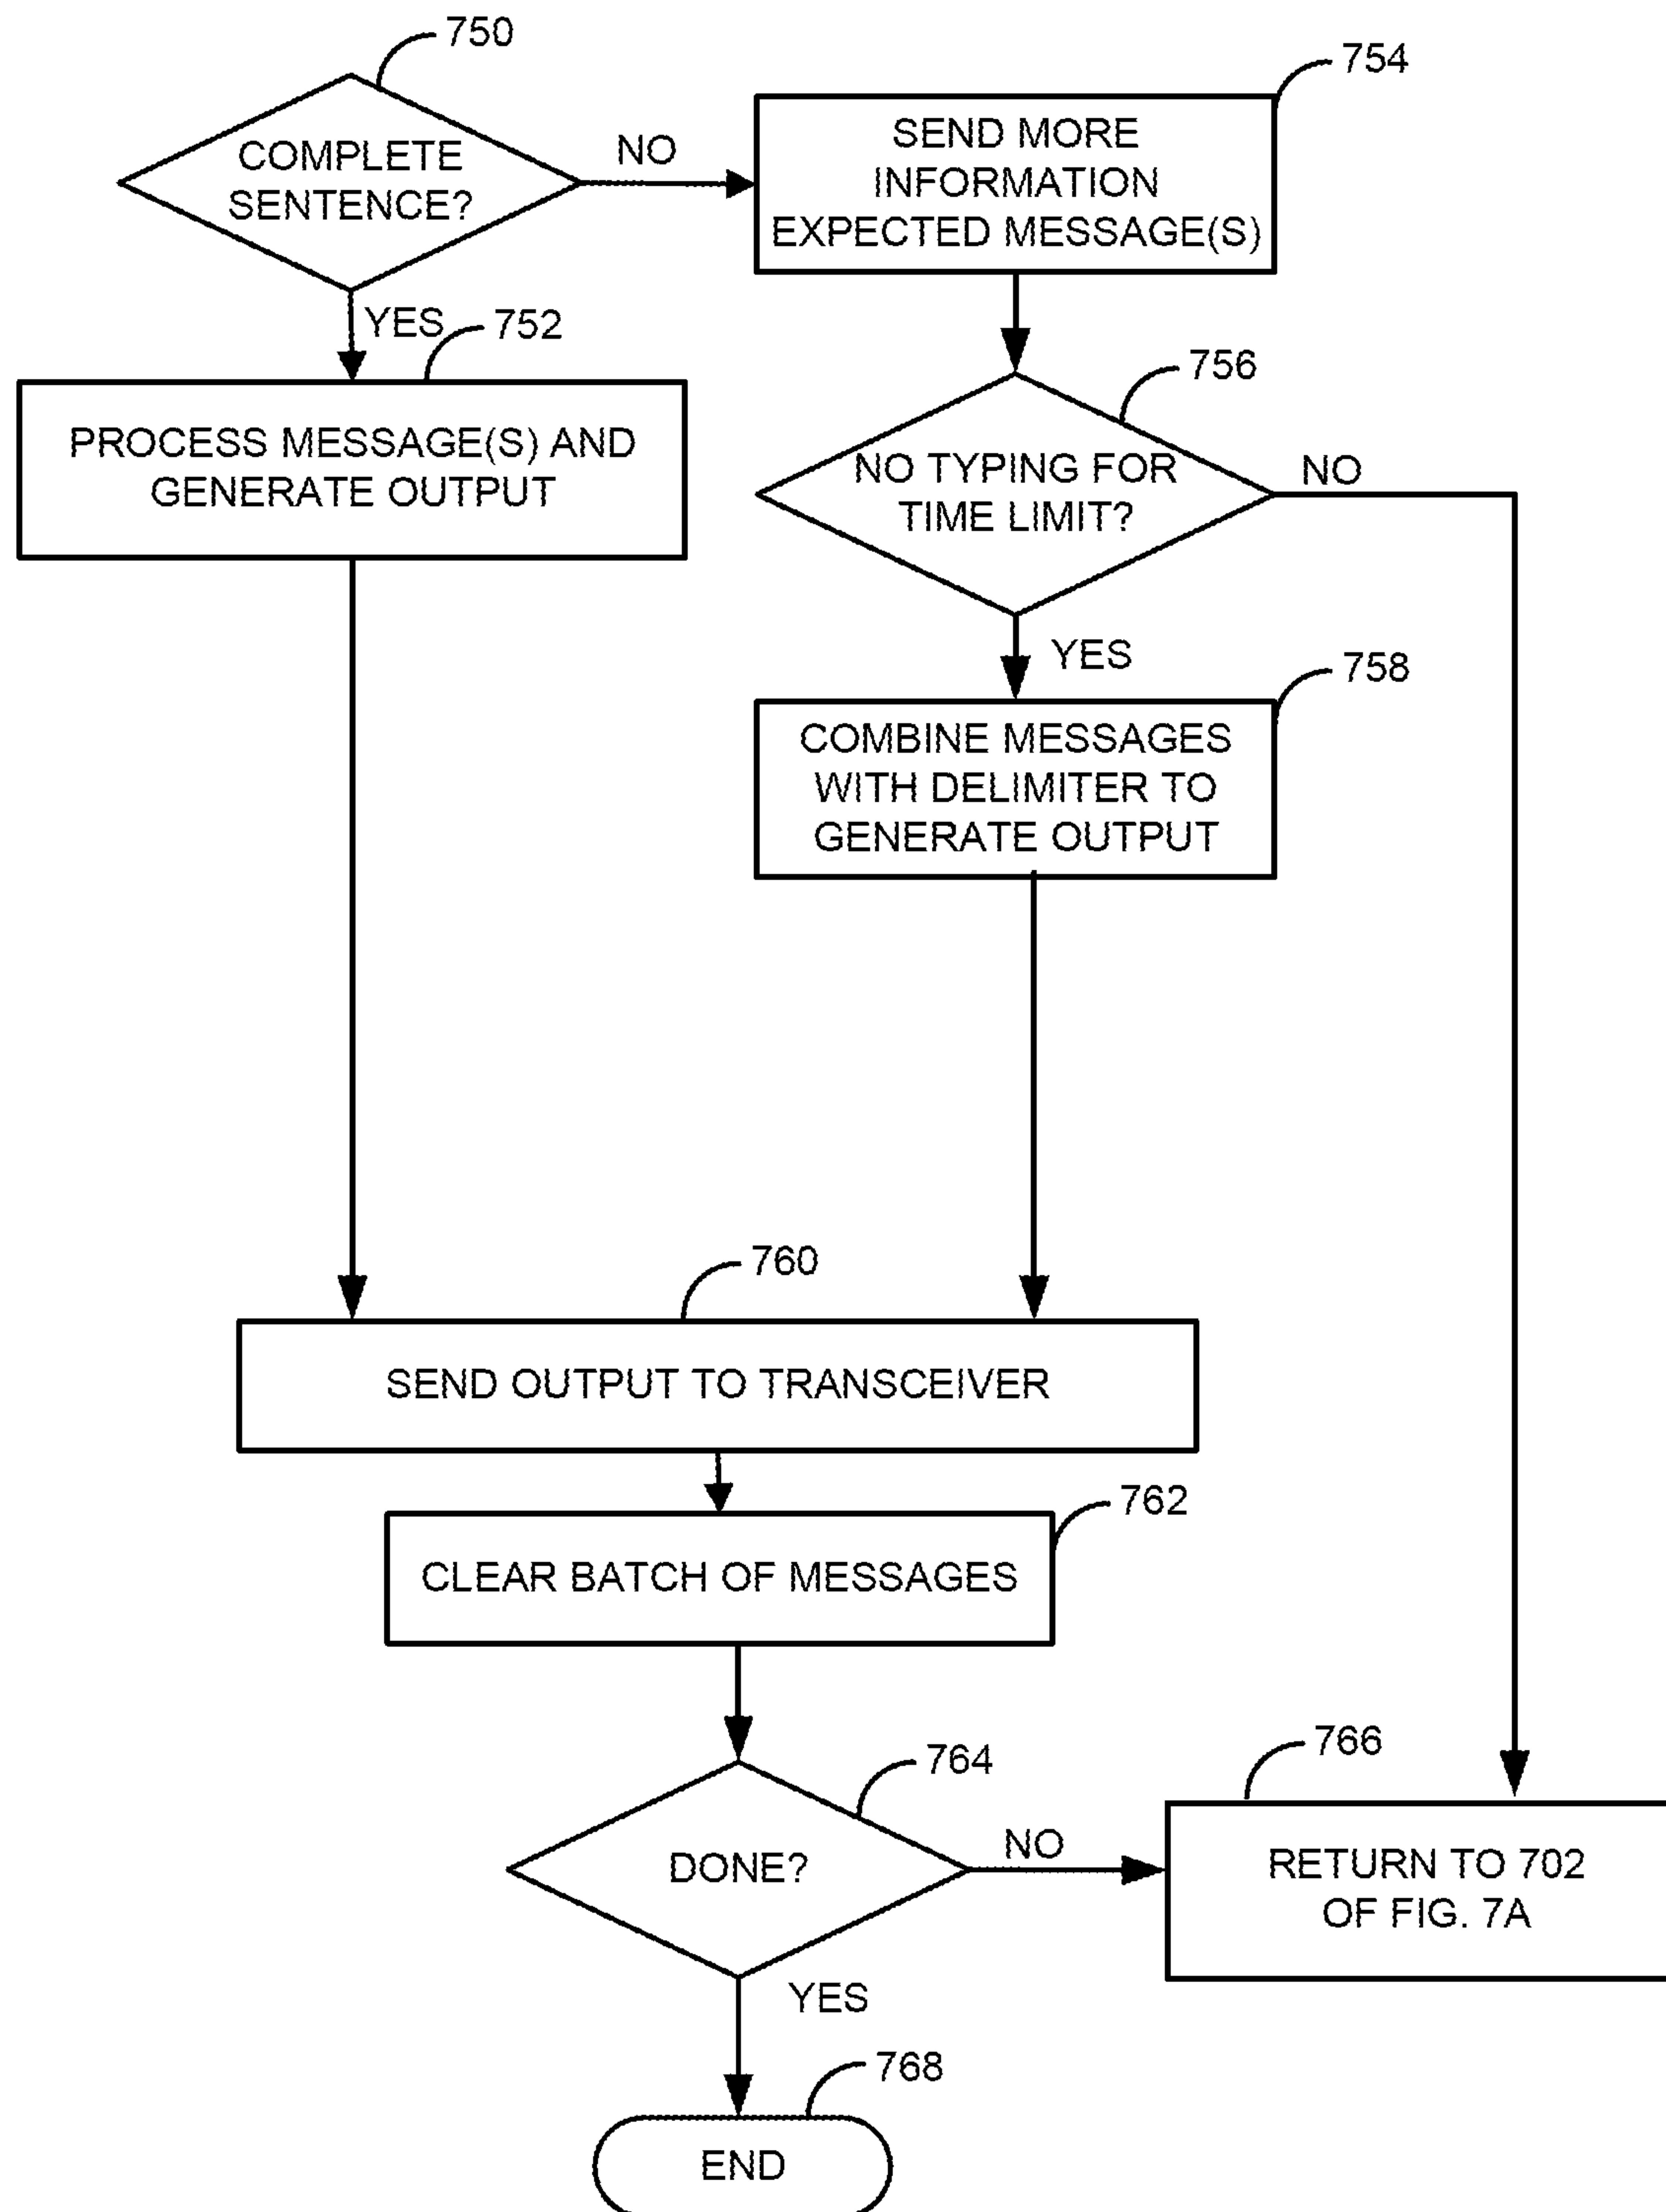 750
COMPLETE
SENTENCE?
NO
754
SEND MORE
INFORMATION
EXPECTED MESSAGE(S)
YES
752
PROCESS MESSAGE(S) AND
GENERATE OUTPUT
756
NO TYPING FOR
TIME LIMIT?
NO
YES
758
COMBINE MESSAGES
WITH DELIMITER TO
GENERATE OUTPUT
760
SEND OUTPUT TO TRANSCEIVER
762
CLEAR BATCH OF MESSAGES
764
DONE?
NO
766
RETURN TO 702
OF FIG. 7A
YES
768
END